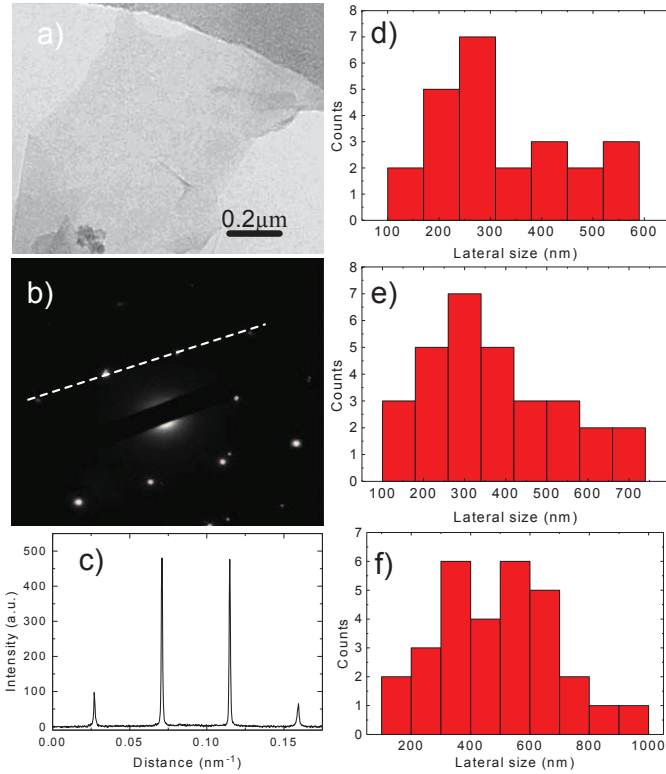 a)
0.2μm
b)
c)
500
400
300
200
100
0
Intensity (a.u.)
0.00 0.05 0.10 0.15
Distance (nm⁻¹)
d)
8
7
6
5
4
3
2
1
0
Counts
100 200 300 400 500 600
Lateral size (nm)
e)
8
7
6
5
4
3
2
1
0
Counts
100 200 300 400 500 600 700
Lateral size (nm)
f)
8
7
6
5
4
3
2
1
0
Counts
200 400 600 800 1000
Lateral size (nm)